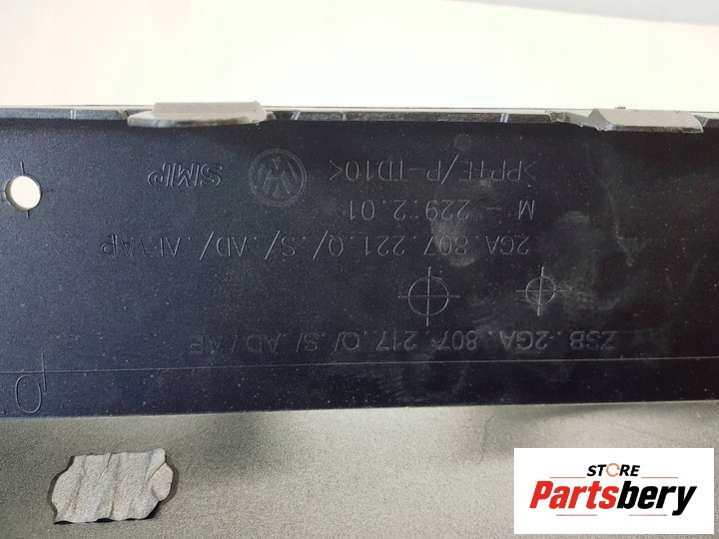 >PP+E/P-TD10< SMP
M - 229.2.01
2GA.807.221.Q/.S/.AD/.AF/AP
ZSB.2GA.807.217.Q/.S/.AD/AF
STORE
Partsbery